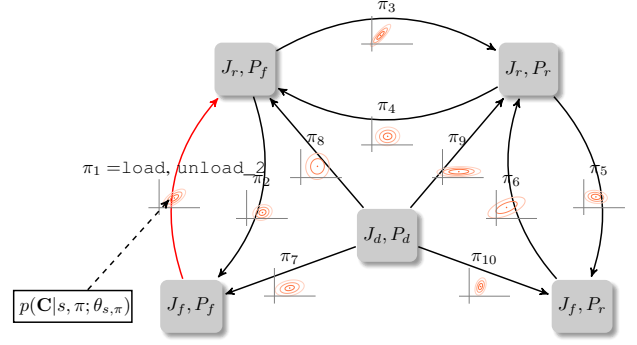 π₃
J_r, P_f
J_r, P_r
π₄
π₈
π₉
π₁ =load, unload_2
π₂
π₆
π₅
J_d, P_d
π₇
π₁₀
p(C|s, π; θ_{s,π})
J_f, P_f
J_f, P_r